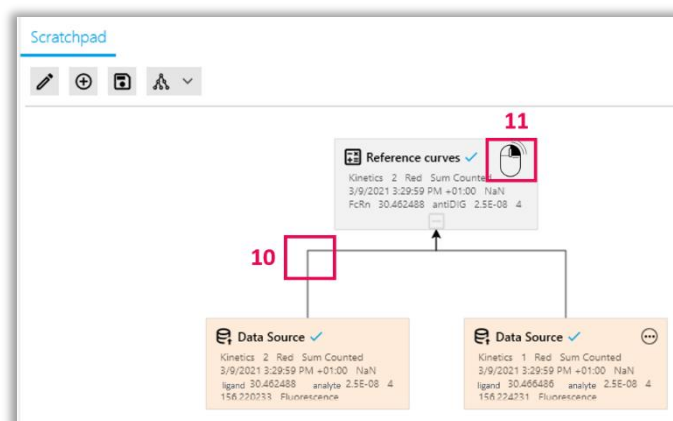 Scratchpad
11
Reference curves
Kinetics 2 Red Sum Counted
3/9/2021 3:29:59 PM +01:00 NaN
FcRn 30.462488 antiDIG 2.5E-08 4
10
Data Source
Kinetics 2 Red Sum Counted
3/9/2021 3:29:59 PM +01:00 NaN
ligand 30.462488 analyte 2.5E-08 4
156.220233 Fluorescence
Data Source
Kinetics 1 Red Sum Counted
3/9/2021 3:29:59 PM +01:00 NaN
ligand 30.466486 analyte 2.5E-08 4
156.224231 Fluorescence